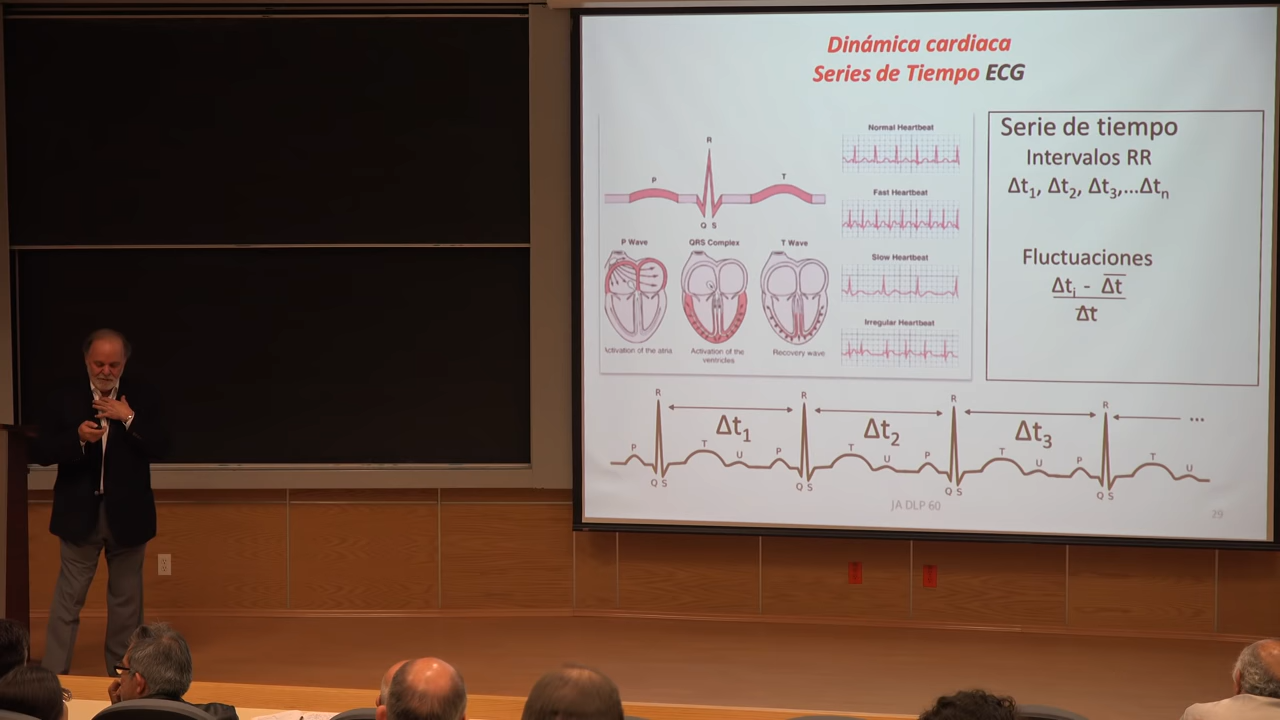 Dinámica cardiaca
Series de Tiempo ECG
R
P
T
Q S
P Wave
QRS Complex
T Wave
Activation of the atria
Activation of the
ventricles
Recovery wave
Normal Heartbeat
Fast Heartbeat
Slow Heartbeat
Irregular Heartbeat
Serie de tiempo
Intervalos RR
Δt₁, Δt₂, Δt₃,...Δtₙ
Fluctuaciones
Δtᵢ - Δt̅
Δt
R R R R
Δt₁ Δt₂ Δt₃ ...
P T U P T U P T U P T U
Q S Q S Q S Q S
JA DLP 60
29